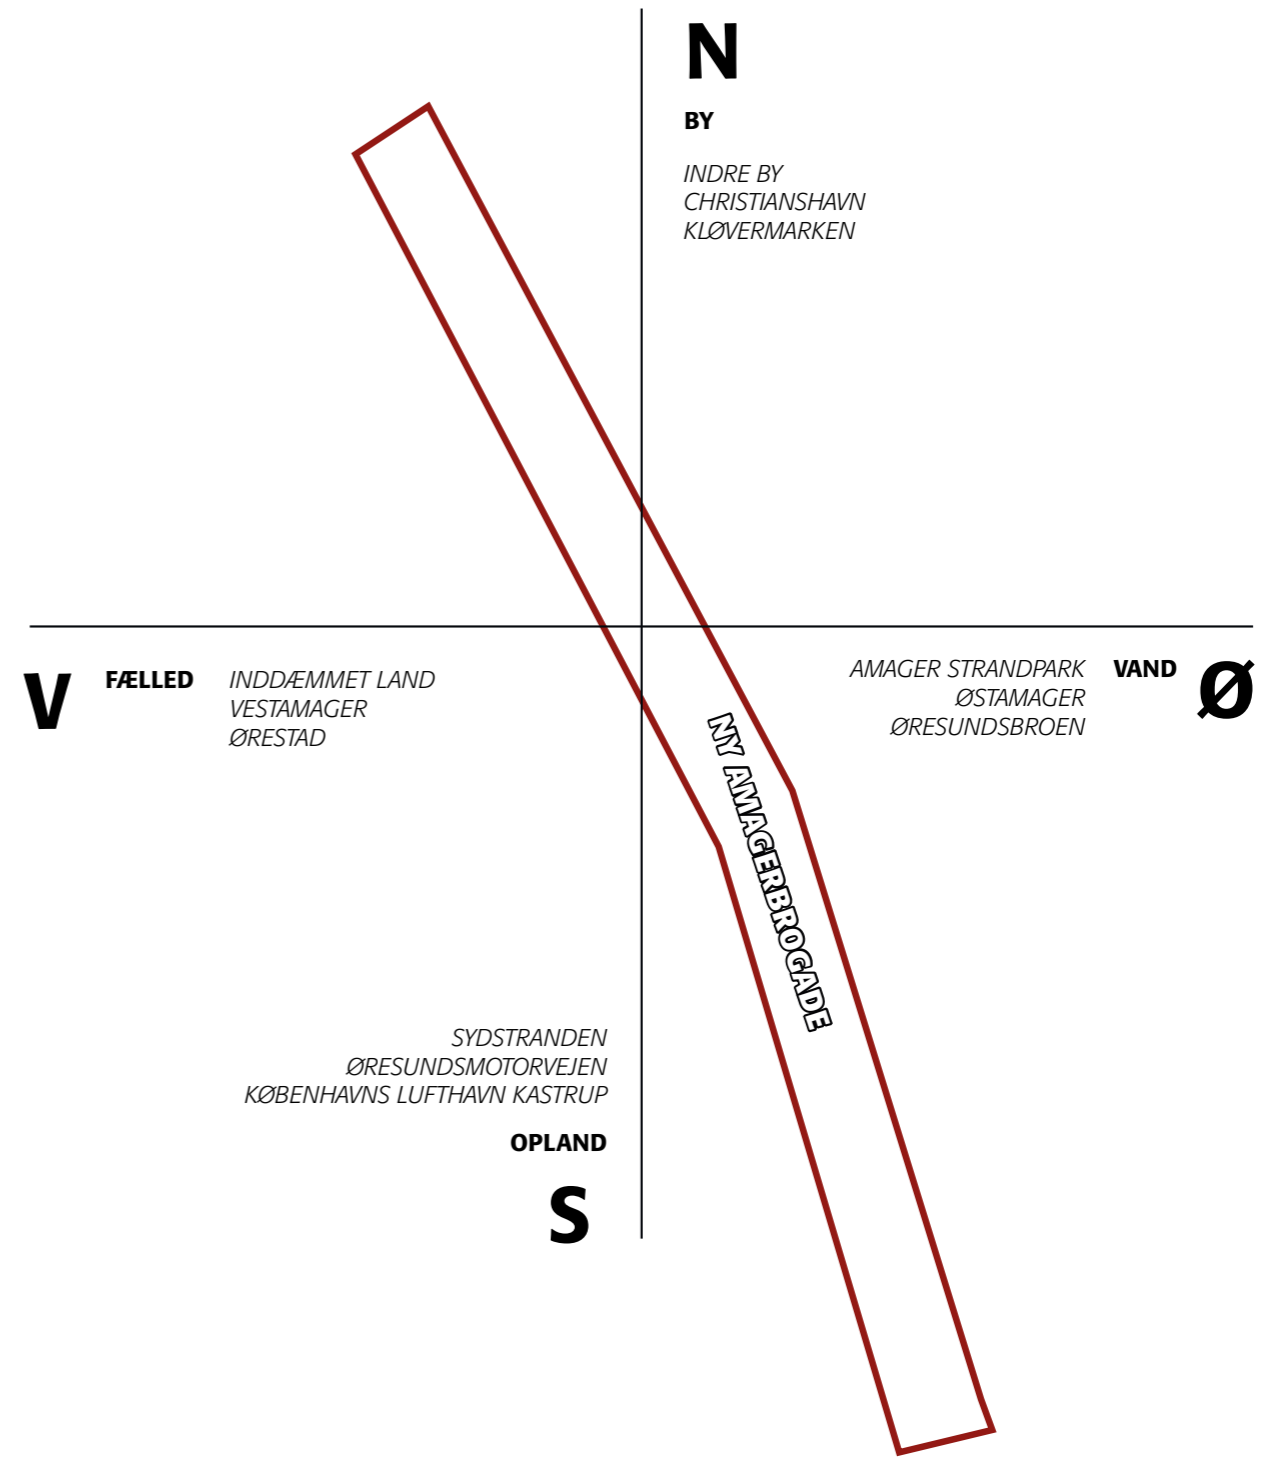 N
BY
INDRE BY
CHRISTIANSHAVN
KLØVERMARKEN
V
FÆLLED
INDDÆMMET LAND
VESTAMAGER
ØRESTAD
AMAGER STRANDPARK
ØSTAMAGER
ØRESUNDSBROEN
VAND
Ø
NY AMAGERBROGADE
SYDSTRANDEN
ØRESUNDSMOTORVEJEN
KØBENHAVNS LUFTHAVN KASTRUP
OPLAND
S